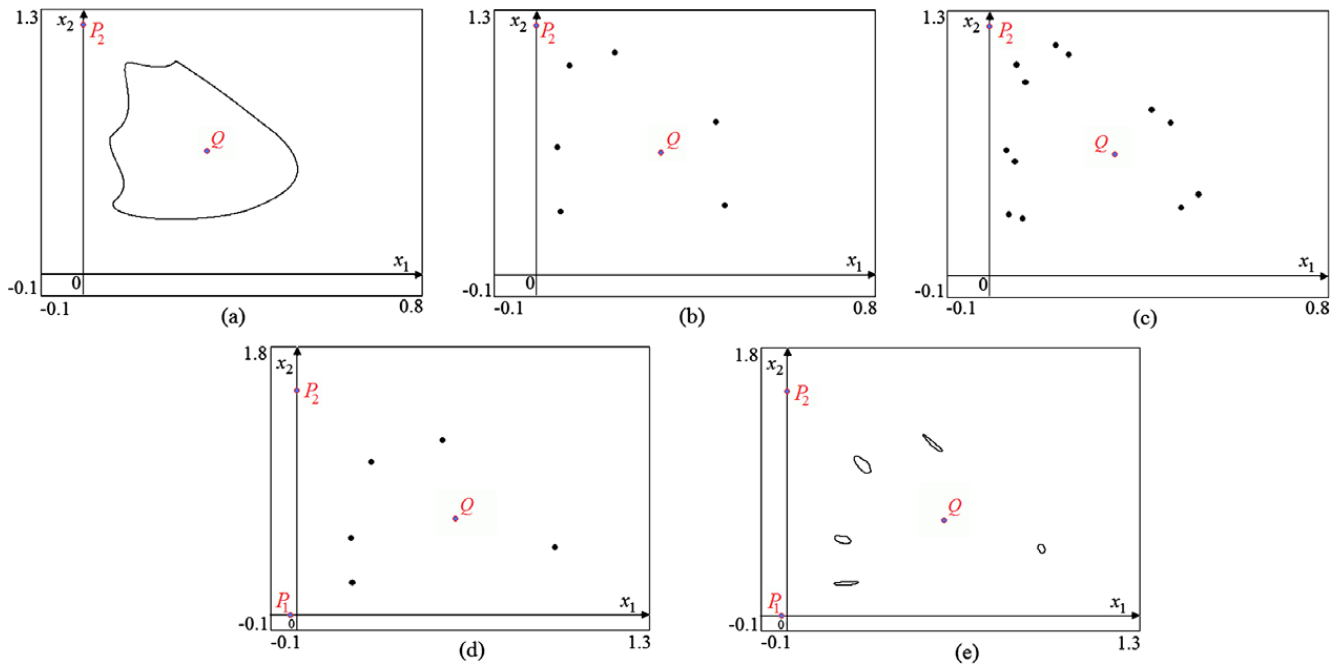 1.3 x₂ P₂ Q x₁ 0 -0.1 -0.1 0.8
(a)
1.3 x₂ P₂ Q x₁ 0 -0.1 -0.1 0.8
(b)
1.3 x₂ P₂ Q x₁ 0 -0.1 -0.1 0.8
(c)
1.8 x₂ P₂ Q P₁ x₁ 0 -0.1 -0.1 1.3
(d)
1.8 x₂ P₂ Q P₁ x₁ 0 -0.1 -0.1 1.3
(e)